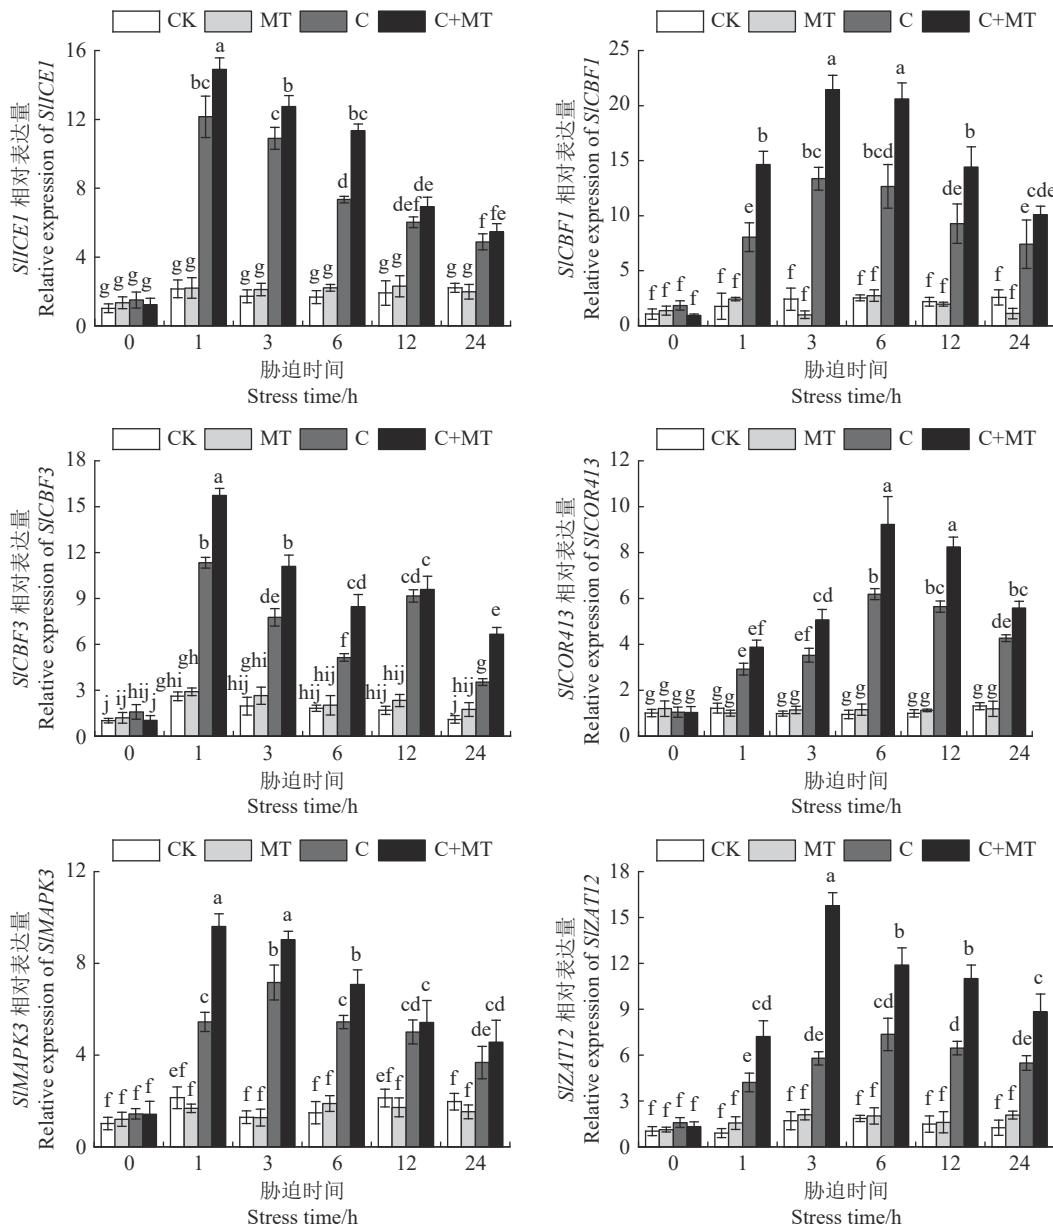 CK MT C C+MT
SlICE1 相对表达量
Relative expression of SlICE1
16
12
8
4
0
g g g g
g g bc a
g g c b
g g d bc
g g def de
g g f fe
0 1 3 6 12 24
胁迫时间
Stress time/h
CK MT C C+MT
SlCBF1 相对表达量
Relative expression of SlCBF1
25
20
15
10
5
0
f f f f
f f e b
f f bc a
f f bcd a
f f de b
f f e cde
0 1 3 6 12 24
胁迫时间
Stress time/h
CK MT C C+MT
SlCBF3 相对表达量
Relative expression of SlCBF3
18
15
12
9
6
3
0
j ij hij j
ghi gh b a
hij ghi de b
hij hij f cd
hij hij cd c
j hij g e
0 1 3 6 12 24
胁迫时间
Stress time/h
CK MT C C+MT
SlCOR413 相对表达量
Relative expression of SlCOR413
12
10
8
6
4
2
0
g g g g
g g e ef
g g ef cd
g g b a
g g bc a
g g de bc
0 1 3 6 12 24
胁迫时间
Stress time/h
CK MT C C+MT
SlMAPK3 相对表达量
Relative expression of SlMAPK3
12
8
4
0
f f f f
ef f c a
f f b a
f f c b
ef f cd c
f f de cd
0 1 3 6 12 24
胁迫时间
Stress time/h
CK MT C C+MT
SlZAT12 相对表达量
Relative expression of SlZAT12
18
15
12
9
6
3
0
f f f f
f f e cd
f f de a
f f cd b
f f d b
f f de c
0 1 3 6 12 24
胁迫时间
Stress time/h